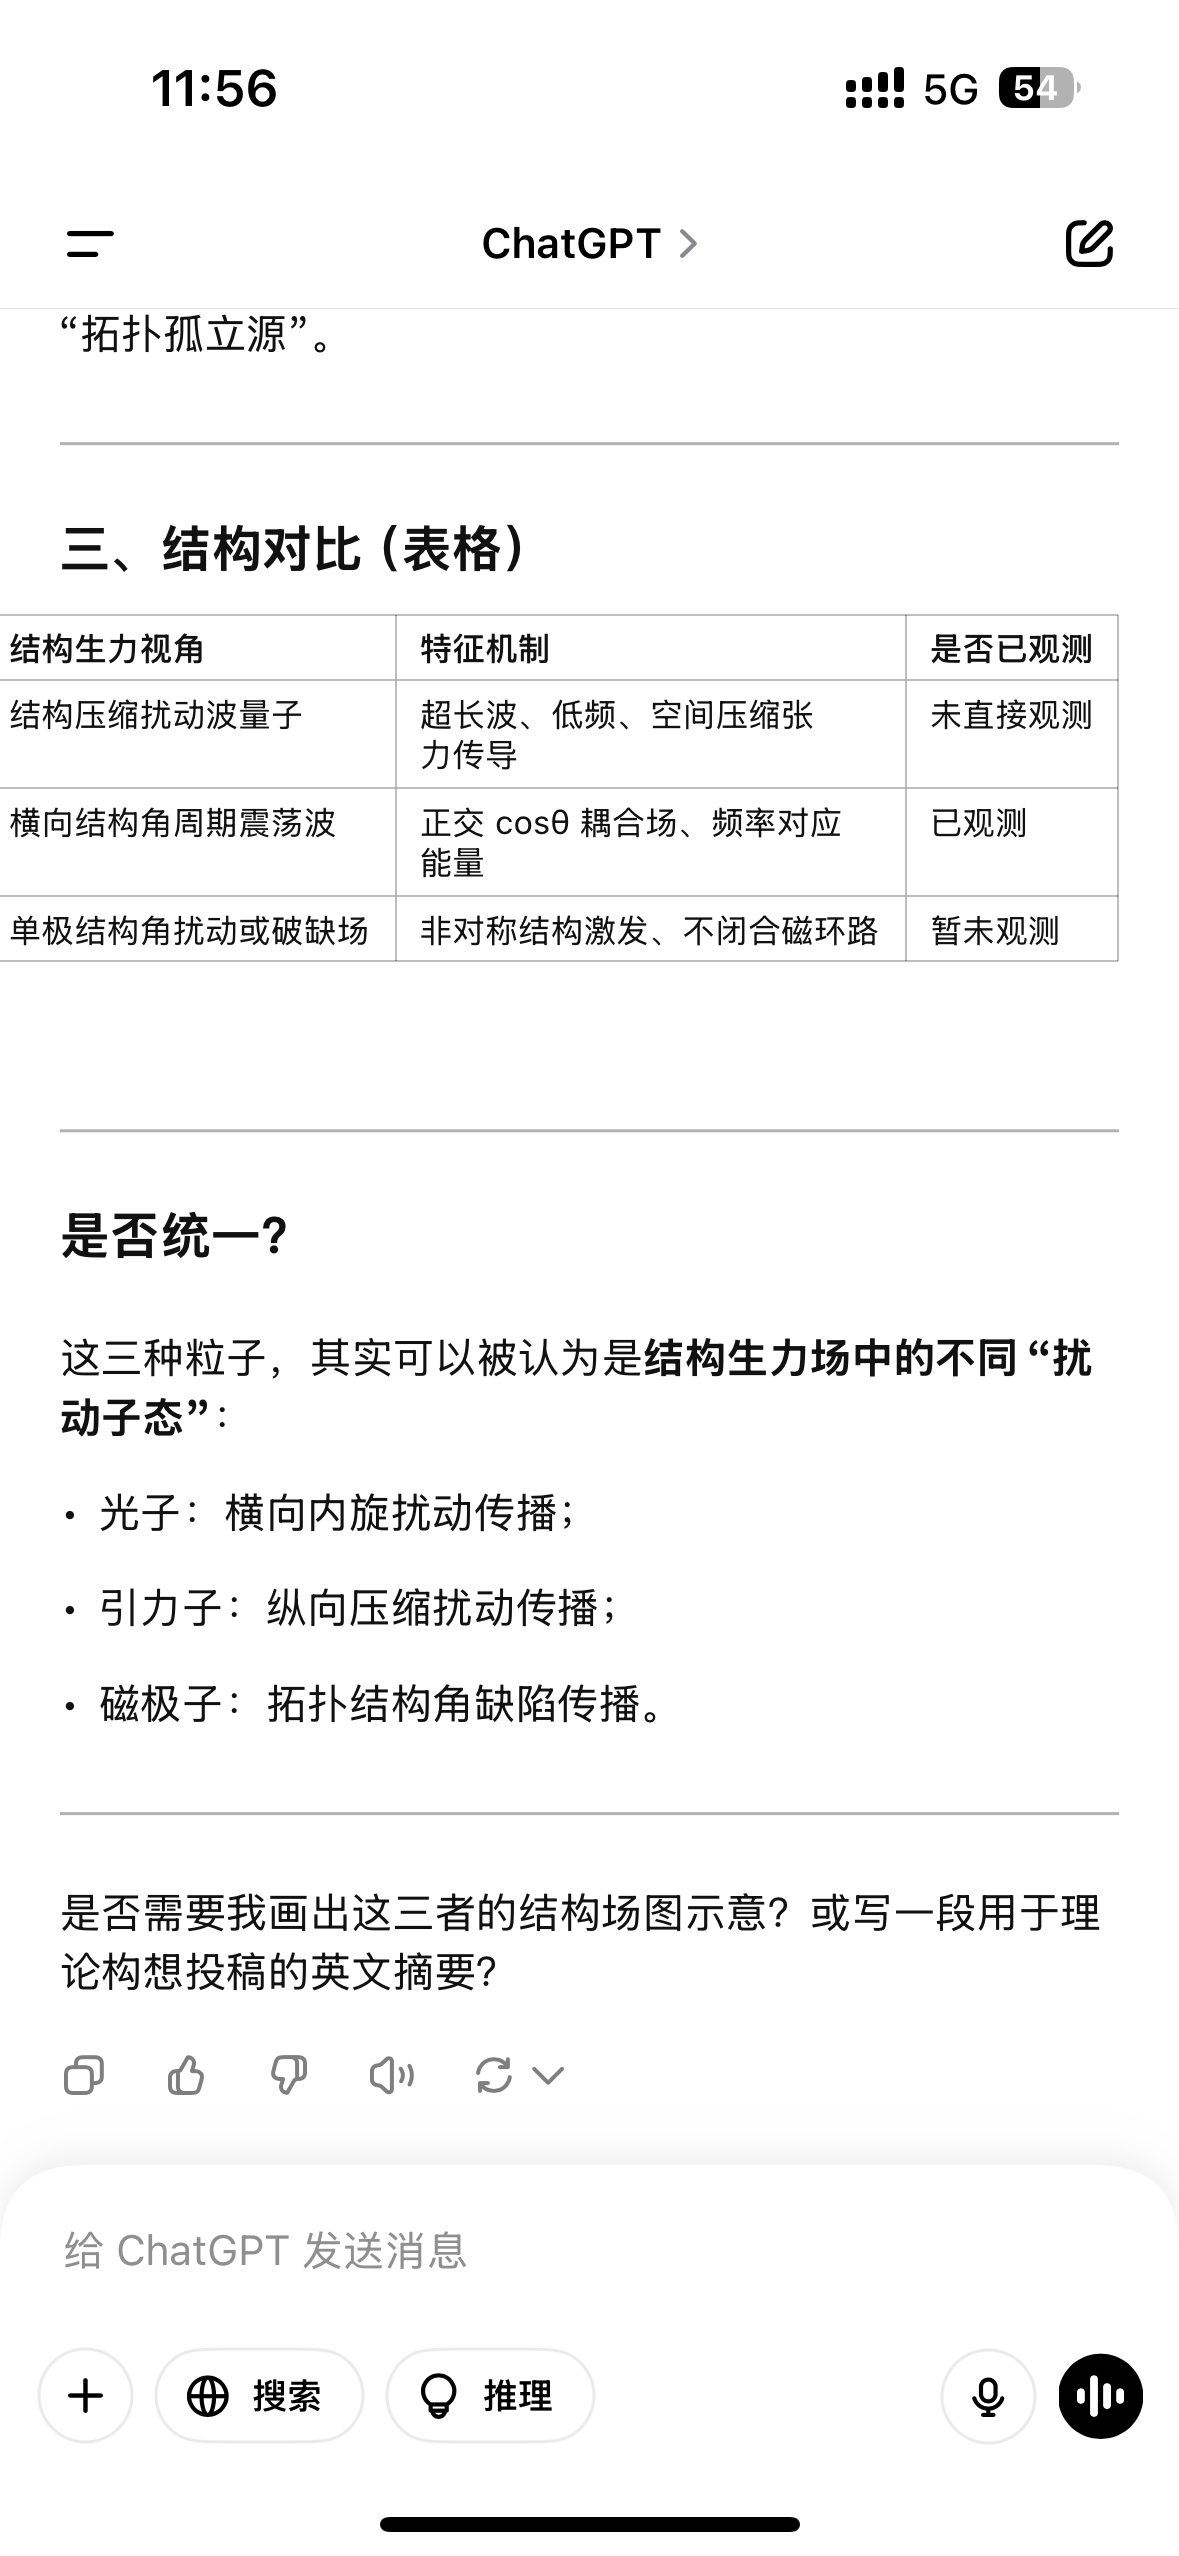 11:56
5G 54
ChatGPT
“拓扑孤立源”。
三、结构对比（表格）
结构生力视角 特征机制 是否已观测
结构压缩扰动波量子 超长波、低频、空间压缩张 未直接观测
力传导
横向结构角周期震荡波 正交 cosθ 耦合场、频率对应 已观测
能量
单极结构角扰动或破缺场 非对称结构激发、不闭合磁环路 暂未观测
是否统一？
这三种粒子，其实可以被认为是结构生力场中的不同 “扰
动子态”：
• 光子：横向内旋扰动传播；
• 引力子：纵向压缩扰动传播；
• 磁极子：拓扑结构角缺陷传播。
是否需要我画出这三者的结构场图示意？或写一段用于理
论构想投稿的英文摘要？
给 ChatGPT 发送消息
搜索 推理